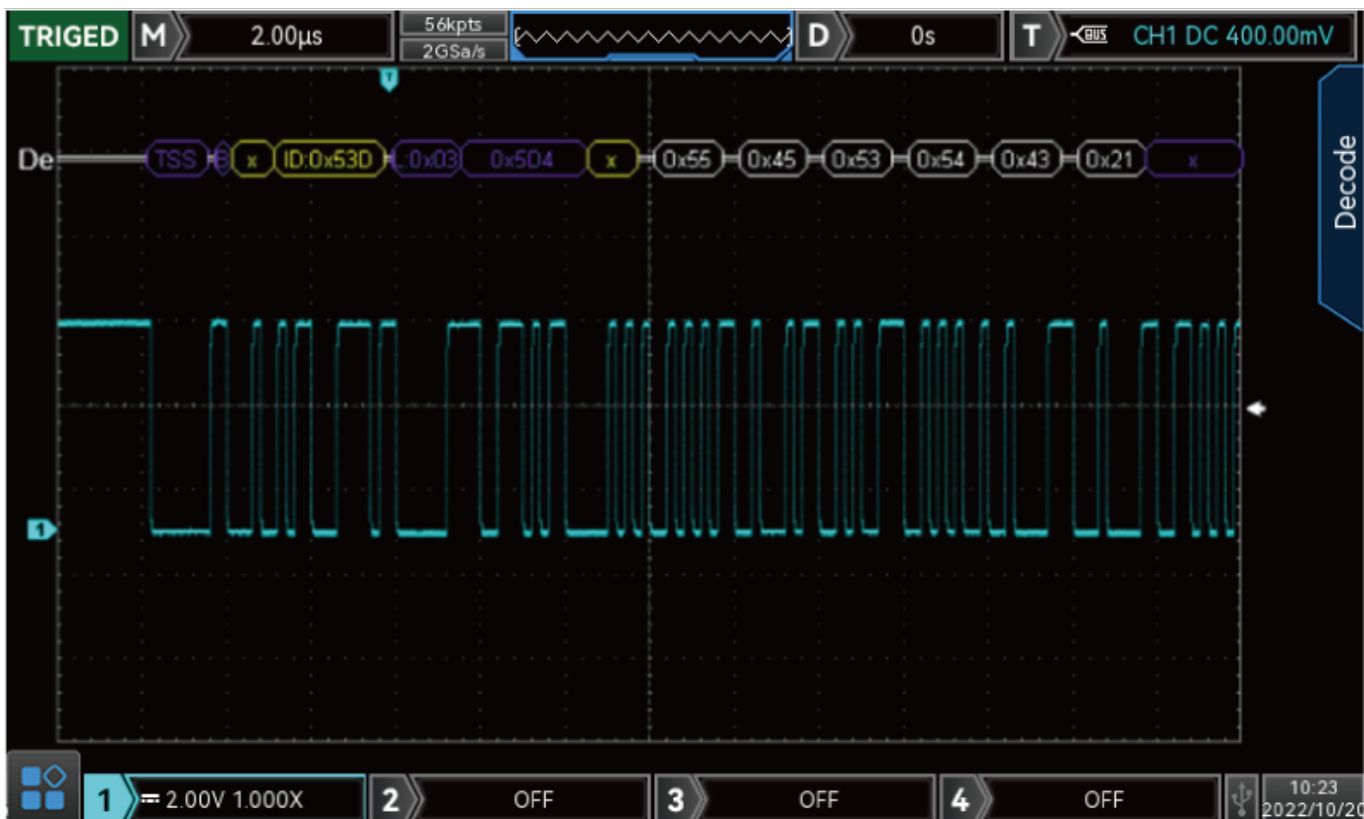 TRIGED M 2.00µs 56kpts D 0s T BUS CH1 DC 400.00mV
2GSa/s
T
Decode
De TSS B x ID:0x53D L:0x03 0x5D4 x 0x55 0x45 0x53 0x54 0x43 0x21 x
1
1 2.00V 1.000X 2 OFF 3 OFF 4 OFF 10:23
2022/10/20